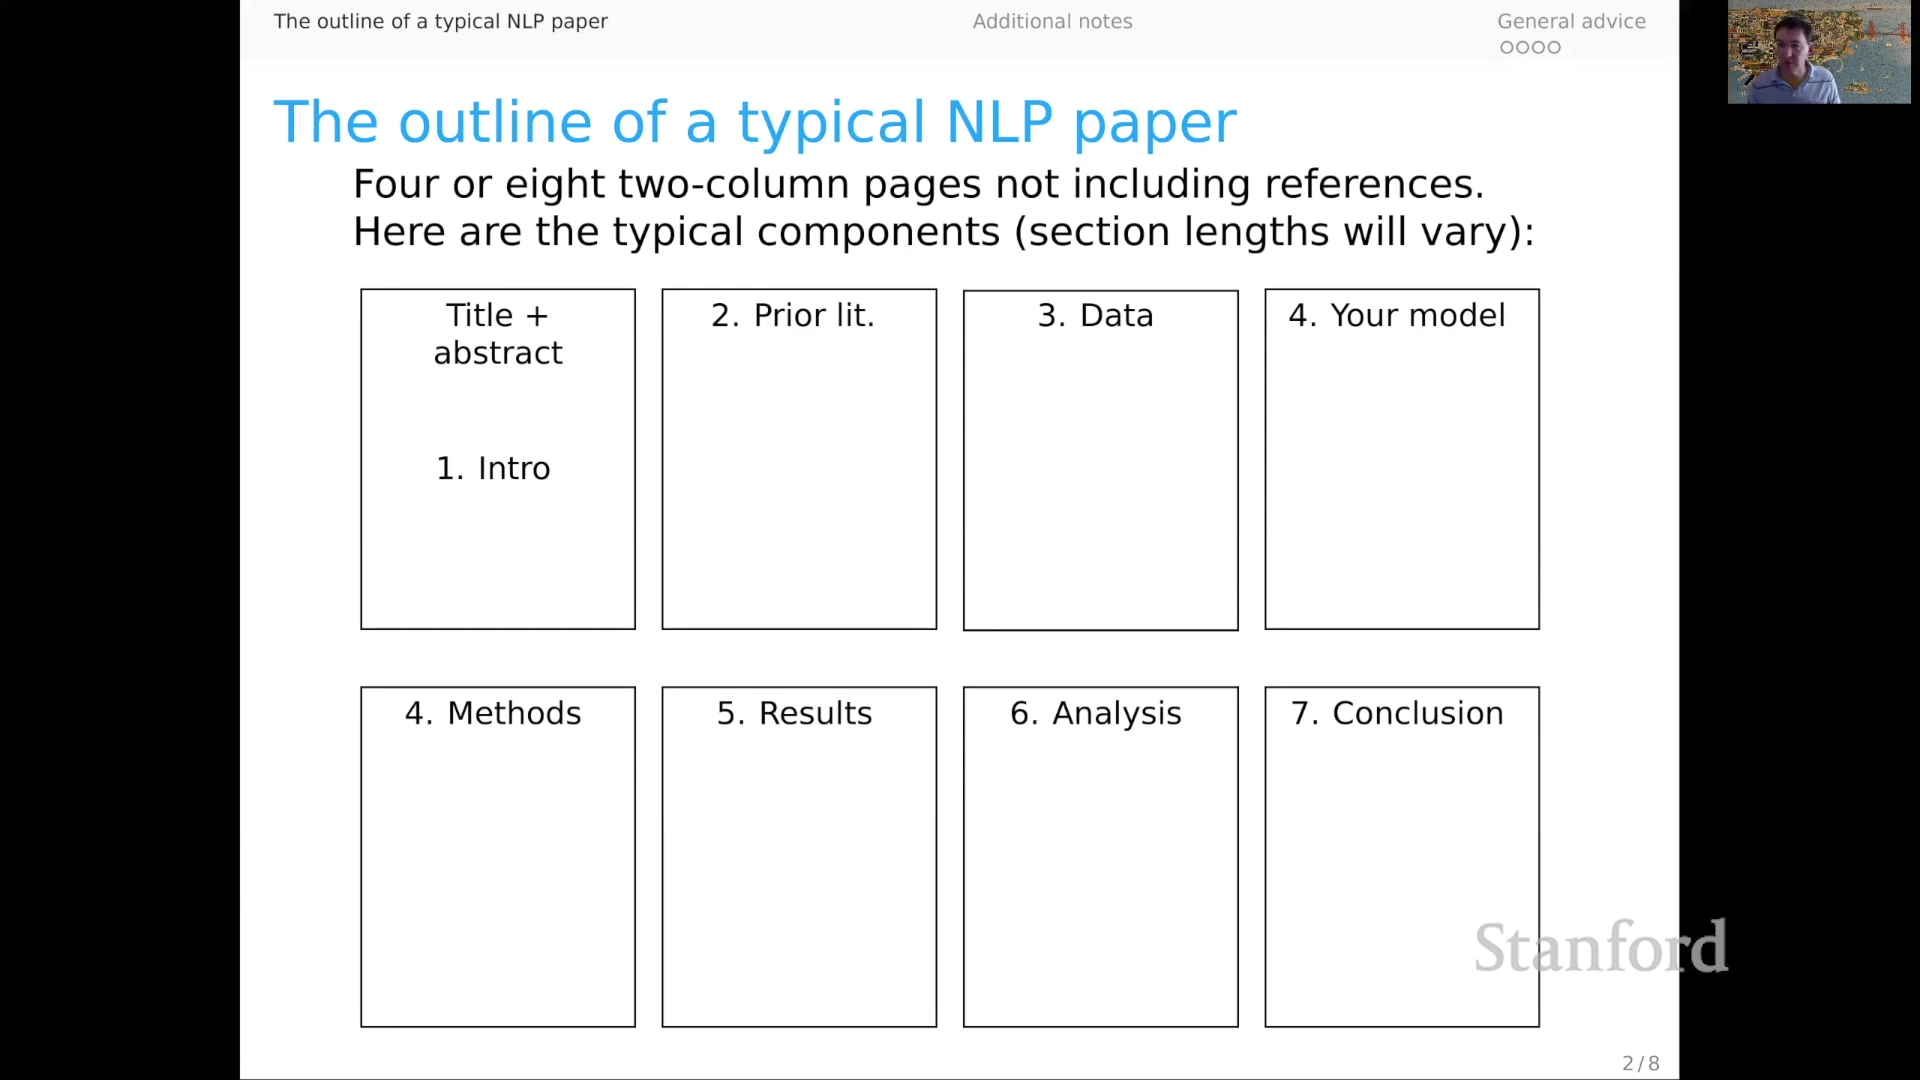 The outline of a typical NLP paper
Additional notes
General advice
The outline of a typical NLP paper
Four or eight two-column pages not including references.
Here are the typical components (section lengths will vary):
Title +
abstract
1. Intro
2. Prior lit.
3. Data
4. Your model
4. Methods
5. Results
6. Analysis
7. Conclusion
Stanford
2/8